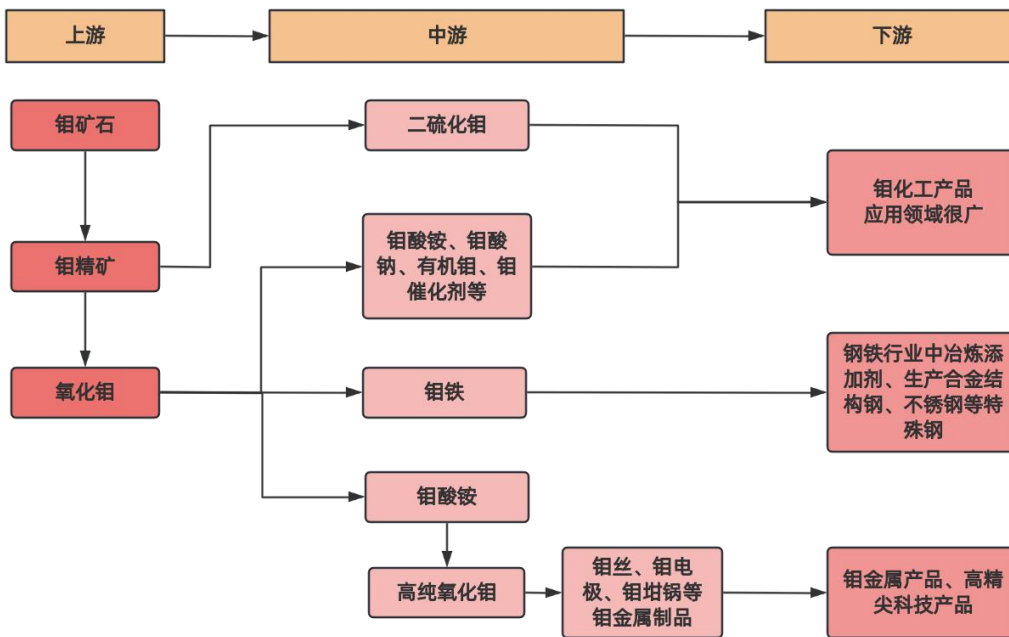 上游
中游
下游
钼矿石
二硫化钼
钼化工产品
应用领域很广
钼精矿
钼酸铵、钼酸
钠、有机钼、钼
催化剂等
氧化钼
钼铁
钢铁行业中冶炼添
加剂、生产合金结
构钢、不锈钢等特
殊钢
钼酸铵
高纯氧化钼
钼丝、钼电
极、钼坩锅等
钼金属制品
钼金属产品、高精
尖科技产品